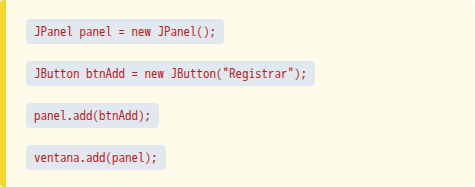 JPanel panel = new JPanel();
JButton btnAdd = new JButton("Registrar");
panel.add(btnAdd);
ventana.add(panel);